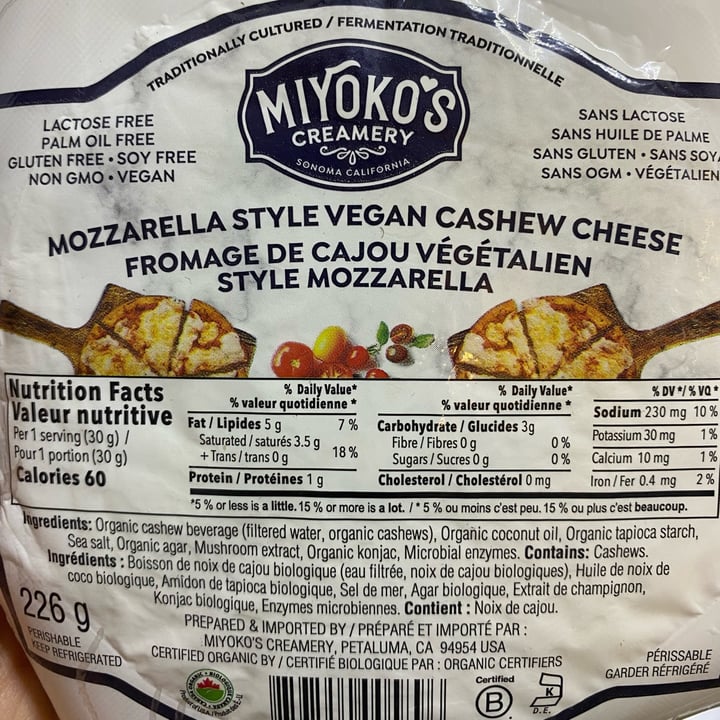 TRADITIONALLY CULTURED / FERMENTATION TRADITIONNELLE
MIYOKO'S
CREAMERY
SONOMA CALIFORNIA
LACTOSE FREE
PALM OIL FREE
GLUTEN FREE • SOY FREE
NON GMO • VEGAN
SANS LACTOSE
SANS HUILE DE PALME
SANS GLUTEN • SANS SOYA
SANS OGM • VÉGÉTALIEN
MOZZARELLA STYLE VEGAN CASHEW CHEESE
FROMAGE DE CAJOU VÉGÉTALIEN
STYLE MOZZARELLA
Nutrition Facts
Valeur nutritive
Per 1 serving (30 g) /
Pour 1 portion (30 g)
Calories 60
% Daily Value*
% valeur quotidienne *
Fat / Lipides 5 g 7 %
Saturated / saturés 3.5 g
+ Trans / trans 0 g 18 %
Protein / Protéines 1 g
% Daily Value*
% valeur quotidienne *
Carbohydrate / Glucides 3g
Fibre / Fibres 0 g 0 %
Sugars / Sucres 0 g 0 %
Cholesterol / Cholestérol 0 mg
% DV * / % VQ *
Sodium 230 mg 10 %
Potassium 30 mg 1 %
Calcium 10 mg 1 %
Iron / Fer 0.4 mg 2 %
*5 % or less is a little. 15 % or more is a lot. / * 5 % ou moins c'est peu. 15 % ou plus c'est beaucoup.
Ingredients: Organic cashew beverage (filtered water, organic cashews), Organic coconut oil, Organic tapioca starch,
Sea salt, Organic agar, Mushroom extract, Organic konjac, Microbial enzymes. Contains: Cashews.
Ingrédients : Boisson de noix de cajou biologique (eau filtrée, noix de cajou biologiques), Huile de noix de
coco biologique, Amidon de tapioca biologique, Sel de mer, Agar biologique, Extrait de champignon,
Konjac biologique, Enzymes microbiennes. Contient : Noix de cajou.
226 g
PERISHABLE
KEEP REFRIGERATED
PREPARED & IMPORTED BY / PRÉPARÉ ET IMPORTÉ PAR :
MIYOKO'S CREAMERY, PETALUMA, CA 94954 USA
CERTIFIED ORGANIC BY / CERTIFIÉ BIOLOGIQUE PAR : ORGANIC CERTIFIERS
PÉRISSABLE
GARDER RÉFRIGÉRÉ
Certified
B
K
D.E.